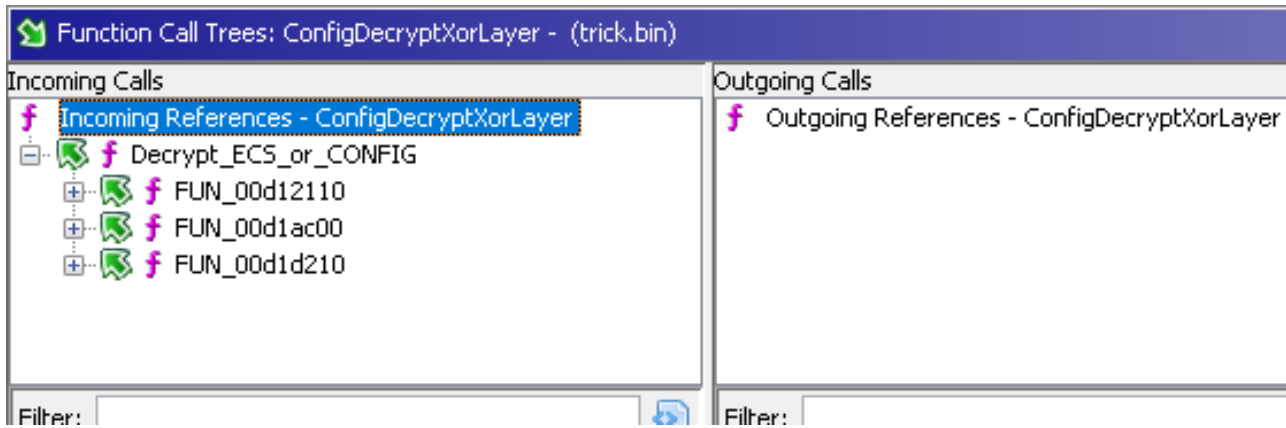 Function Call Trees: ConfigDecryptXorLayer - (trick.bin)
Incoming Calls
Incoming References - ConfigDecryptXorLayer
Decrypt_ECS_or_CONFIG
FUN_00d12110
FUN_00d1ac00
FUN_00d1d210
Filter:
Outgoing Calls
Outgoing References - ConfigDecryptXorLayer
Filter: